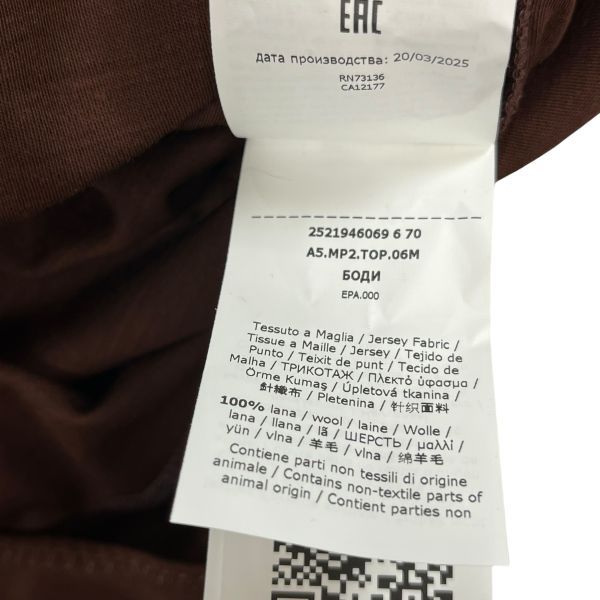 EAC
Дата производства: 20/03/2025
RN73136
CA12177
2521946069 6 70
A5.MP2.TOP.06M
БОДИ
EPA.000
Tessuto a Maglia / Jersey Fabric /
Tissue a Maille / Jersey / Tejido de
Punto / Teixit de punt / Tecido de
Malha / ТРИКОТАЖ / Πλεκτό ύφασμα /
Örme Kumaş / Úpletová tkanina /
針織布 / Pletenina / 针织面料
100% lana / wool / laine / Wolle /
lana / llana / lã / ШЕРСТЬ / μαλλί /
yün / vlna / 羊毛 / vlna / 绵羊毛
Contiene parti non tessili di origine
animale / Contains non-textile parts of
animal origin / Contient parties non